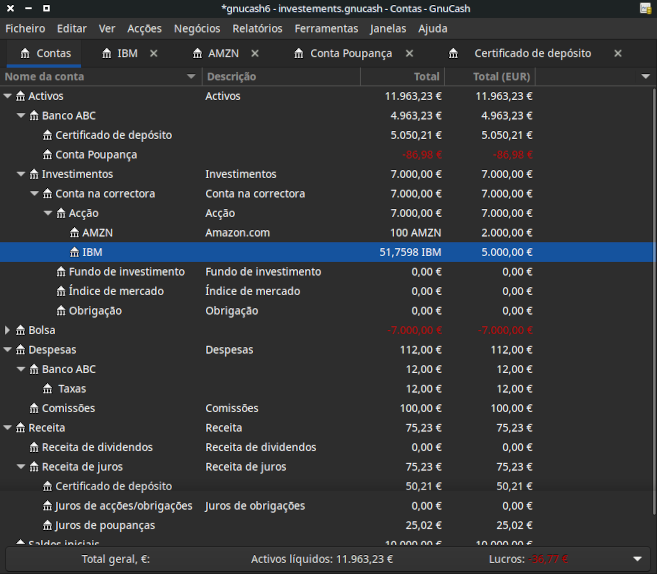 *gnucash6 - investements.gnucash - Contas - GnuCash
Ficheiro Editar Ver Acções Negócios Relatórios Ferramentas Janelas Ajuda
Contas IBM AMZN Conta Poupança Certificado de depósito
Nome da conta Descrição Total Total (EUR)
Activos Activos 11.963,23 € 11.963,23 €
Banco ABC 4.963,23 € 4.963,23 €
Certificado de depósito 5.050,21 € 5.050,21 €
Conta Poupança -86,98 € -86,98 €
Investimentos Investimentos 7.000,00 € 7.000,00 €
Conta na correctora Conta na correctora 7.000,00 € 7.000,00 €
Acção Acção 7.000,00 € 7.000,00 €
AMZN Amazon.com 100 AMZN 2.000,00 €
IBM 51,7598 IBM 5.000,00 €
Fundo de investimento Fundo de investimento 0,00 € 0,00 €
Índice de mercado Índice de mercado 0,00 € 0,00 €
Obrigação Obrigação 0,00 € 0,00 €
Bolsa -7.000,00 € -7.000,00 €
Despesas Despesas 112,00 € 112,00 €
Banco ABC 12,00 € 12,00 €
Taxas 12,00 € 12,00 €
Comissões Comissões 100,00 € 100,00 €
Receita Receita 75,23 € 75,23 €
Receita de dividendos Receita de dividendos 0,00 € 0,00 €
Receita de juros Receita de juros 75,23 € 75,23 €
Certificado de depósito 50,21 € 50,21 €
Juros de acções/obrigações Juros de obrigações 0,00 € 0,00 €
Juros de poupanças 25,02 € 25,02 €
Saldos iniciais 10.000,00 € 10.000,00 €
Total geral, €: Activos líquidos: 11.963,23 € Lucros: -36,77 €